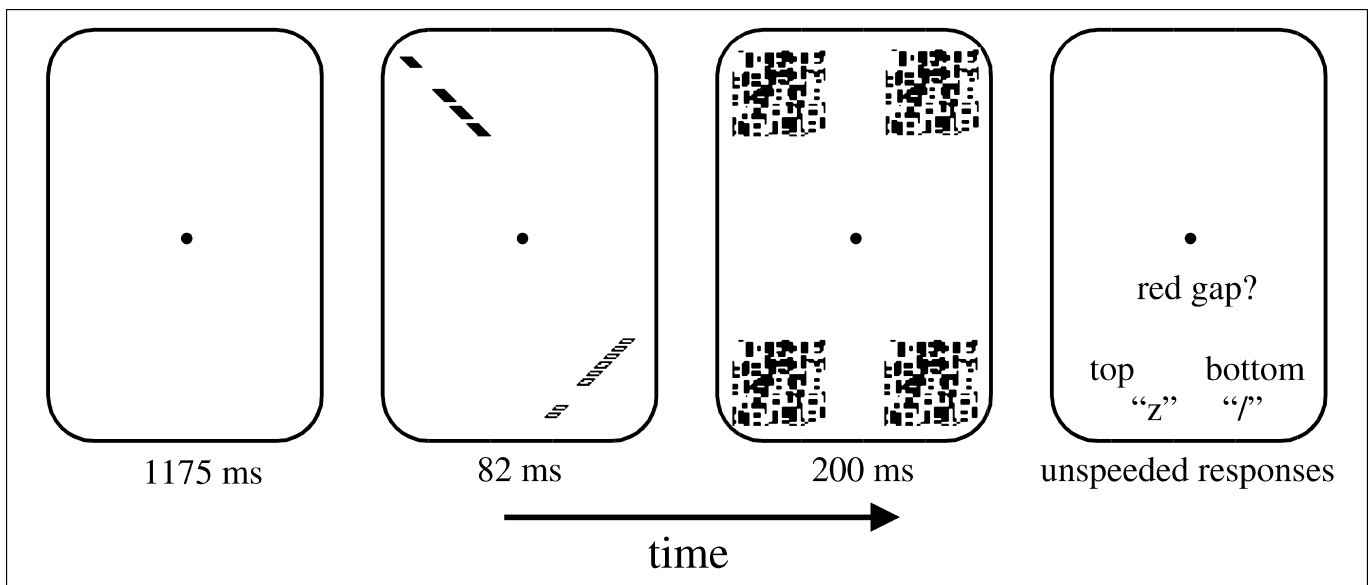 red gap?
top bottom
“z” “/”
1175 ms 82 ms 200 ms unspeeded responses
time